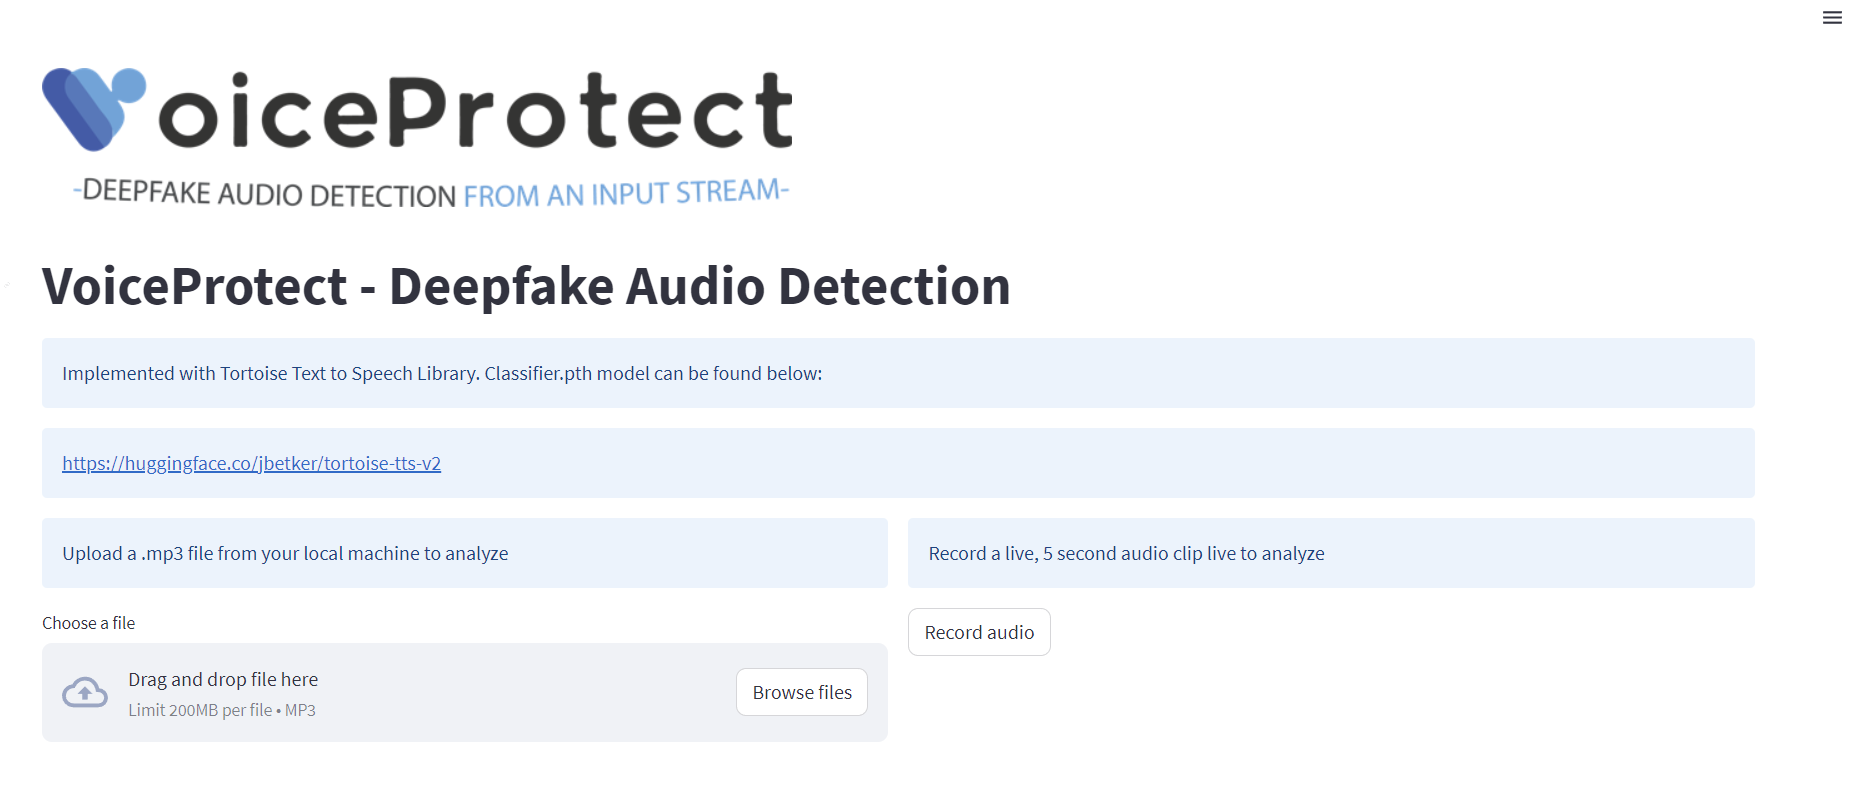 VoiceProtect
-DEEPFAKE AUDIO DETECTION FROM AN INPUT STREAM-
VoiceProtect - Deepfake Audio Detection
Implemented with Tortoise Text to Speech Library. Classifier.pth model can be found below:
https://huggingface.co/jbetker/tortoise-tts-v2
Upload a .mp3 file from your local machine to analyze
Choose a file
Drag and drop file here
Limit 200MB per file • MP3
Browse files
Record a live, 5 second audio clip live to analyze
Record audio